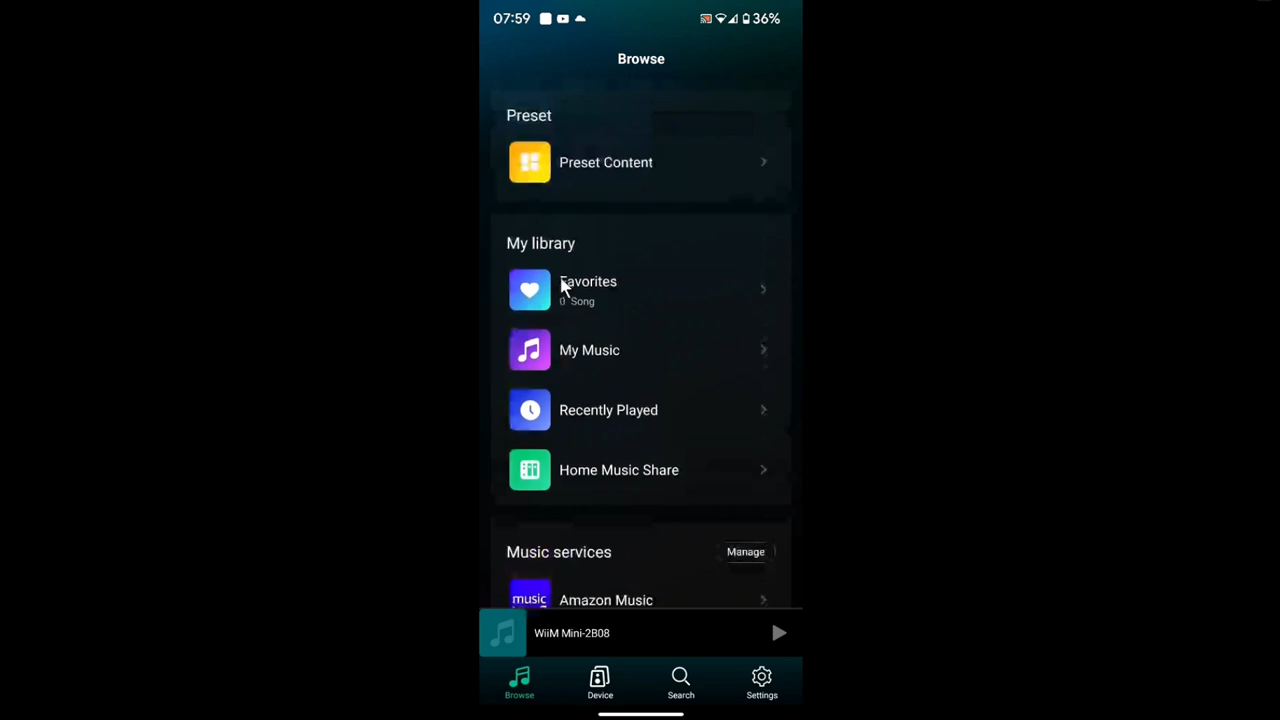 07:59
36%
Browse
Preset
Preset Content
My library
Favorites
0 Song
My Music
Recently Played
Home Music Share
Music services
Manage
music
Amazon Music
WiiM Mini-2B08
Browse
Device
Search
Settings